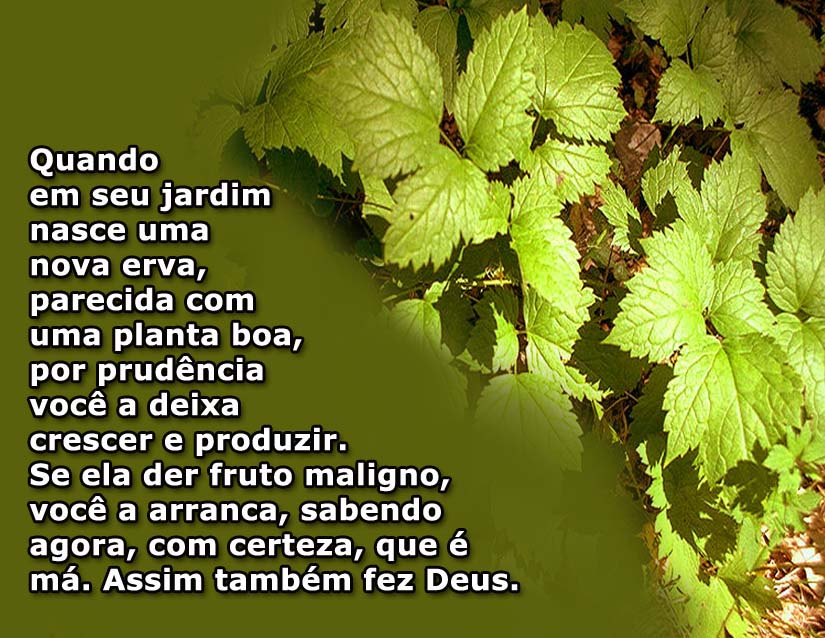 Quando
em seu jardim
nasce uma
nova erva,
parecida com
uma planta boa,
por prudência
você a deixa
crescer e produzir.
Se ela der fruto maligno,
você a arranca, sabendo
agora, com certeza, que é
má. Assim também fez Deus.